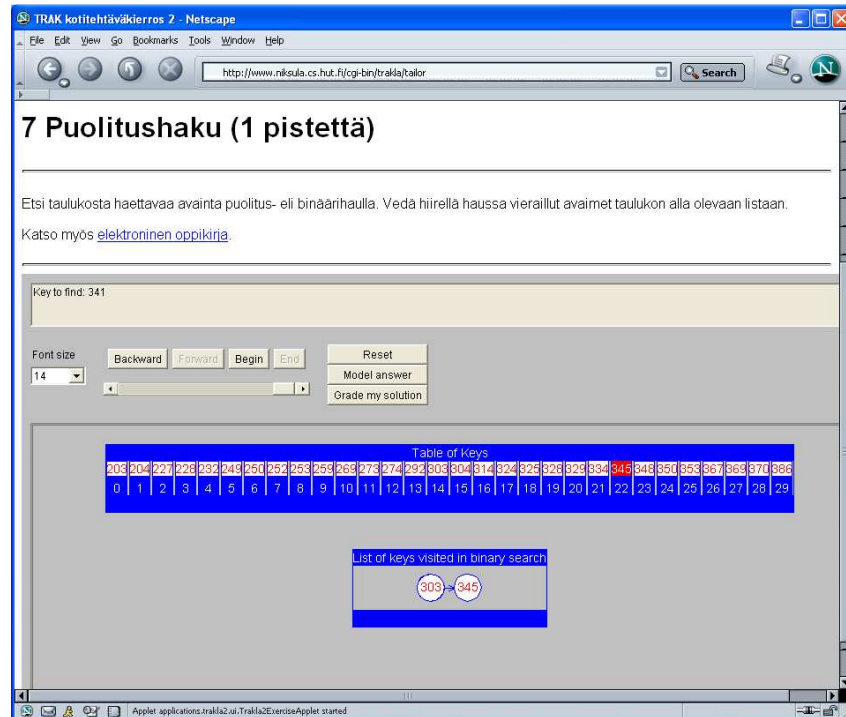 TRAK kotitehtäväkierros 2 - Netscape
File Edit View Go Bookmarks Tools Window Help
http://www.niksula.cs.hut.fi/cgi-bin/trakla/tailor Search
7 Puolitushaku (1 pistettä)
Etsi taulukosta haettavaa avainta puolitus- eli binäärihaulla. Vedä hiirellä haussa vieraillut avaimet taulukon alla olevaan listaan.
Katso myös elektroninen oppikirja.
Key to find: 341
Font size
14
Backward Forward Begin End
Reset
Model answer
Grade my solution
Table of Keys
203 204 227 228 232 249 250 252 253 259 269 273 274 292 303 304 314 324 325 328 329 334 345 348 350 353 367 369 370 386
0 1 2 3 4 5 6 7 8 9 10 11 12 13 14 15 16 17 18 19 20 21 22 23 24 25 26 27 28 29
List of keys visited in binary search
303 345
Applet applications.trakla2.ui.Trakla2ExerciseApplet started